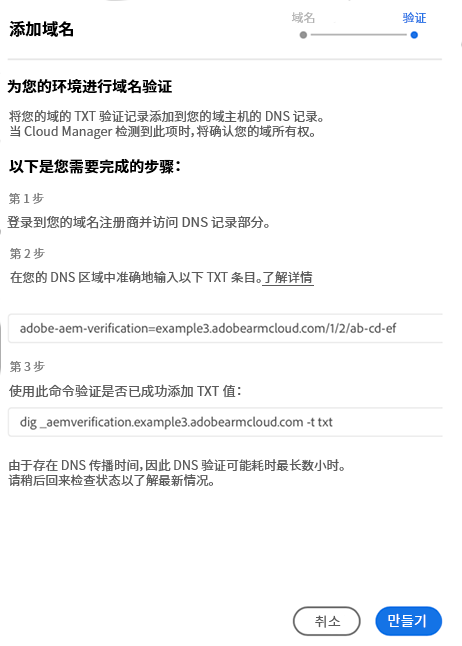 添加域名
域名
验证
为您的环境进行域名验证
将您的域的 TXT 验证记录添加到您的域主机的 DNS 记录。
当 Cloud Manager 检测到此项时，将确认您的域所有权。
以下是您需要完成的步骤：
第 1 步
登录到您的域名注册商并访问 DNS 记录部分。
第 2 步
在您的 DNS 区域中准确地输入以下 TXT 条目。了解详情
adobe-aem-verification=example3.adobearmcloud.com/1/2/ab-cd-ef
第 3 步
使用此命令验证是否已成功添加 TXT 值：
dig _aemverification.example3.adobearmcloud.com -t txt
由于存在 DNS 传播时间，因此 DNS 验证可能耗时最长数小时。
请稍后回来检查状态以了解最新情况。
취소
만들기